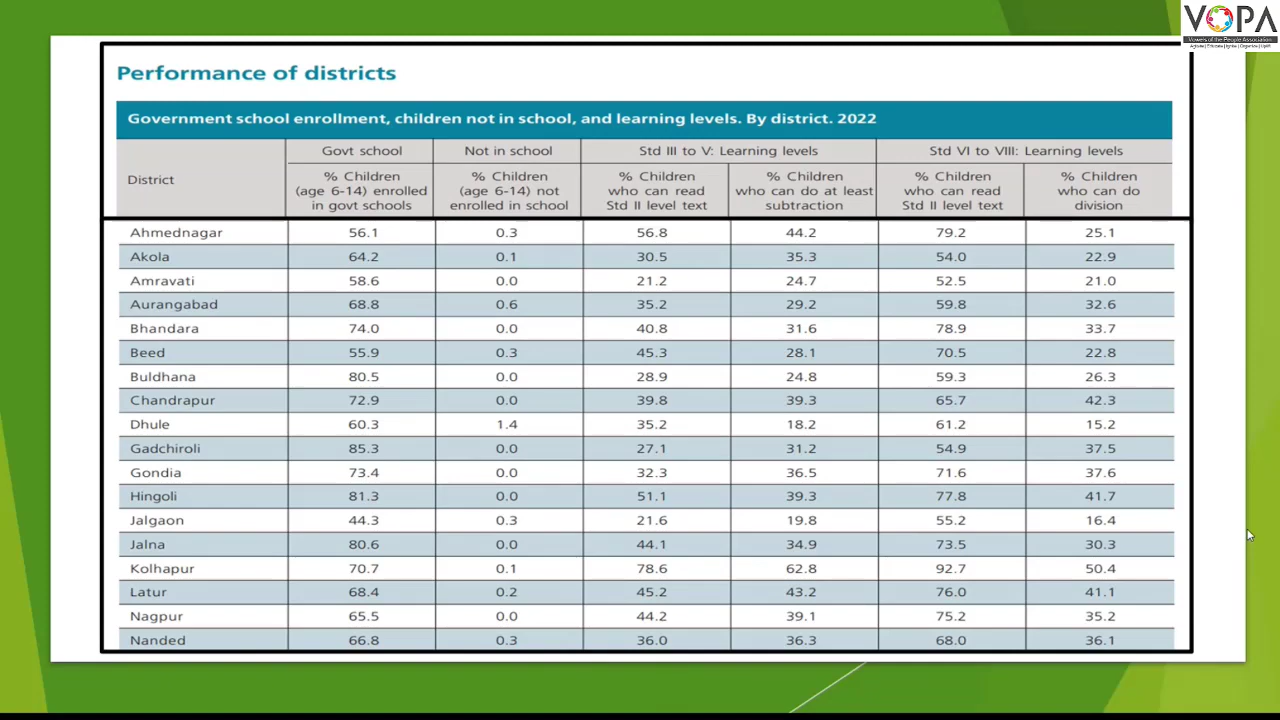 VOPA
Vowels of the People Association
Performance of districts
Government school enrollment, children not in school, and learning levels. By district. 2022
District
Govt school
Not in school
Std III to V: Learning levels
Std VI to VIII: Learning levels
% Children (age 6-14) enrolled in govt schools
% Children (age 6-14) not enrolled in school
% Children who can read Std II level text
% Children who can do at least subtraction
% Children who can read Std II level text
% Children who can do division
Ahmednagar 56.1 0.3 56.8 44.2 79.2 25.1
Akola 64.2 0.1 30.5 35.3 54.0 22.9
Amravati 58.6 0.0 21.2 24.7 52.5 21.0
Aurangabad 68.8 0.6 35.2 29.2 59.8 32.6
Bhandara 74.0 0.0 40.8 31.6 78.9 33.7
Beed 55.9 0.3 45.3 28.1 70.5 22.8
Buldhana 80.5 0.0 28.9 24.8 59.3 26.3
Chandrapur 72.9 0.0 39.8 39.3 65.7 42.3
Dhule 60.3 1.4 35.2 18.2 61.2 15.2
Gadchiroli 85.3 0.0 27.1 31.2 54.9 37.5
Gondia 73.4 0.0 32.3 36.5 71.6 37.6
Hingoli 81.3 0.0 51.1 39.3 77.8 41.7
Jalgaon 44.3 0.3 21.6 19.8 55.2 16.4
Jalna 80.6 0.0 44.1 34.9 73.5 30.3
Kolhapur 70.7 0.1 78.6 62.8 92.7 50.4
Latur 68.4 0.2 45.2 43.2 76.0 41.1
Nagpur 65.5 0.0 44.2 39.1 75.2 35.2
Nanded 66.8 0.3 36.0 36.3 68.0 36.1